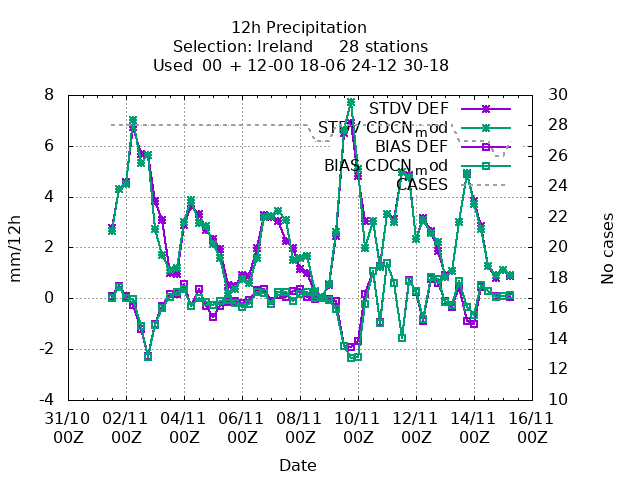 12h Precipitation
Selection: Ireland     28 stations
Used  00 + 12-00 18-06 24-12 30-18
STDV DEF
STDV CDCN_mod
BIAS DEF
BIAS CDCN_mod
CASES
mm/12h
8
6
4
2
0
-2
-4
No cases
30
28
26
24
22
20
18
16
14
12
10
31/10 02/11 04/11 06/11 08/11 10/11 12/11 14/11 16/11
00Z 00Z 00Z 00Z 00Z 00Z 00Z 00Z 00Z
Date